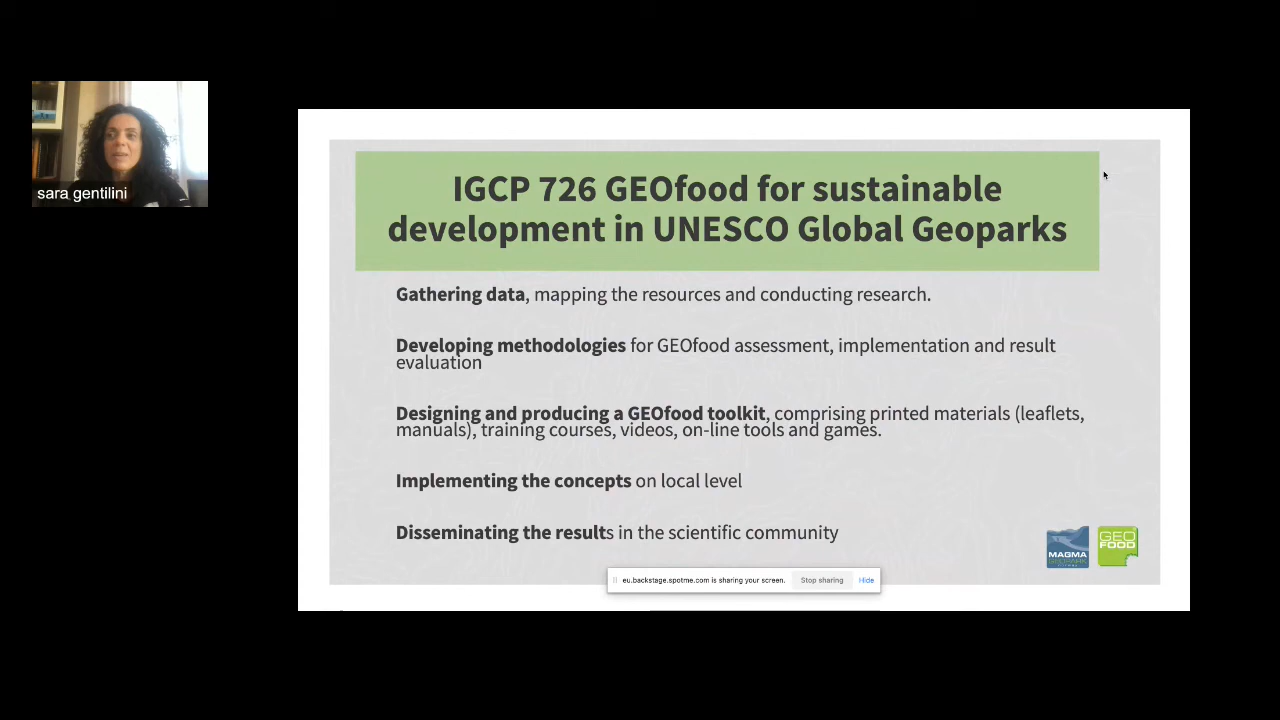 sara gentilini
IGCP 726 GEOfood for sustainable
development in UNESCO Global Geoparks
Gathering data, mapping the resources and conducting research.
Developing methodologies for GEOfood assessment, implementation and result
evaluation
Designing and producing a GEOfood toolkit, comprising printed materials (leaflets,
manuals), training courses, videos, on-line tools and games.
Implementing the concepts on local level
Disseminating the results in the scientific community
MAGMA
GEOPARK
GEO
FOOD
eu.backstage.spotme.com is sharing your screen.
Stop sharing
Hide